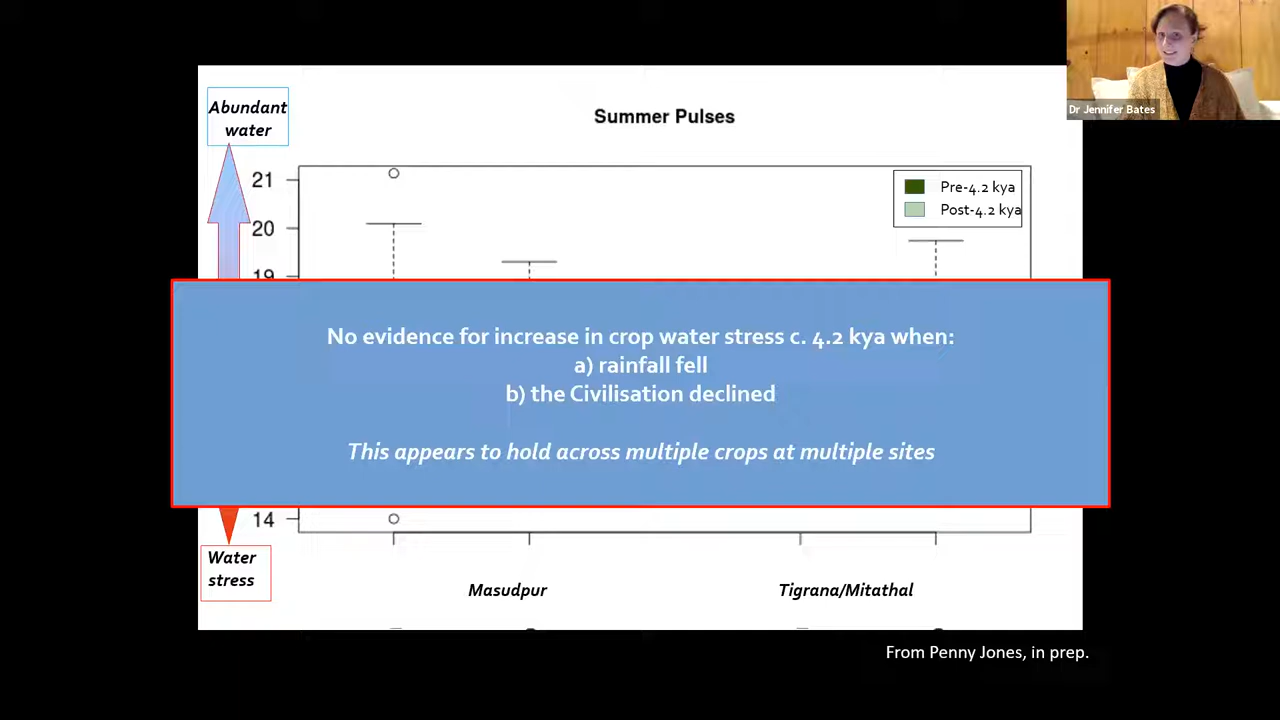 Dr Jennifer Bates
Abundant
water
Summer Pulses
21
20
19
Pre-4.2 kya
Post-4.2 kya
No evidence for increase in crop water stress c. 4.2 kya when:
a) rainfall fell
b) the Civilisation declined
This appears to hold across multiple crops at multiple sites
14
Water
stress
Masudpur
Tigrana/Mitathal
From Penny Jones, in prep.